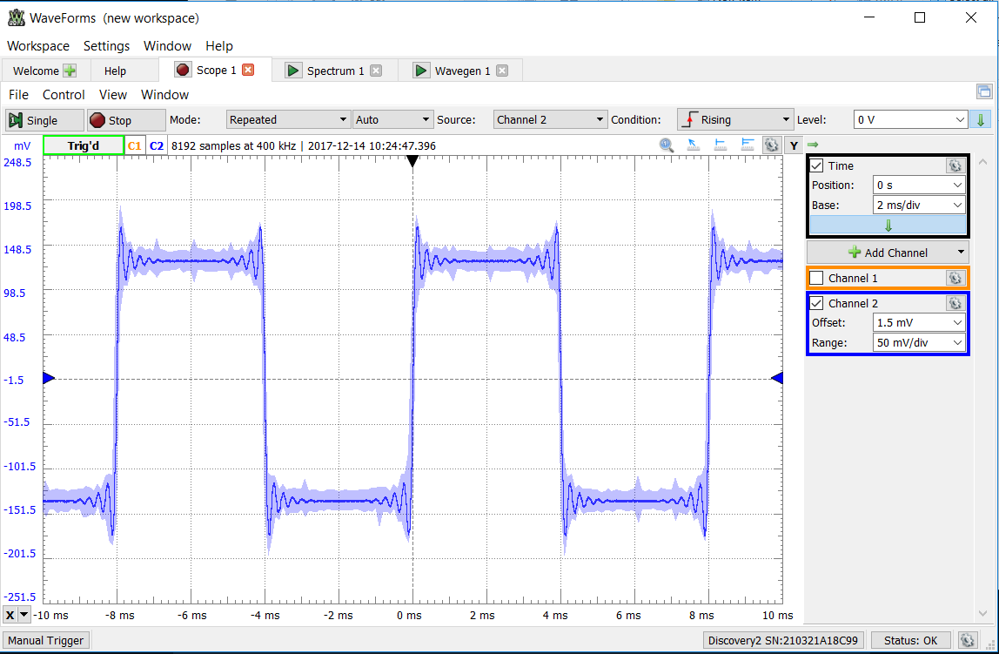 WaveForms (new workspace)
Workspace Settings Window Help
Welcome Help Scope 1 Spectrum 1 Wavegen 1
File Control View Window
Single Stop Mode: Repeated Auto Source: Channel 2 Condition: Rising Level: 0 V
mV Trig'd C1 C2 8192 samples at 400 kHz | 2017-12-14 10:24:47.396 Y
248.5
198.5
148.5
98.5
48.5
-1.5
-51.5
-101.5
-151.5
-201.5
-251.5
X -10 ms -8 ms -6 ms -4 ms -2 ms 0 ms 2 ms 4 ms 6 ms 8 ms 10 ms
Time
Position: 0 s
Base: 2 ms/div
Add Channel
Channel 1
Channel 2
Offset: 1.5 mV
Range: 50 mV/div
Manual Trigger Discovery2 SN:210321A18C99 Status: OK